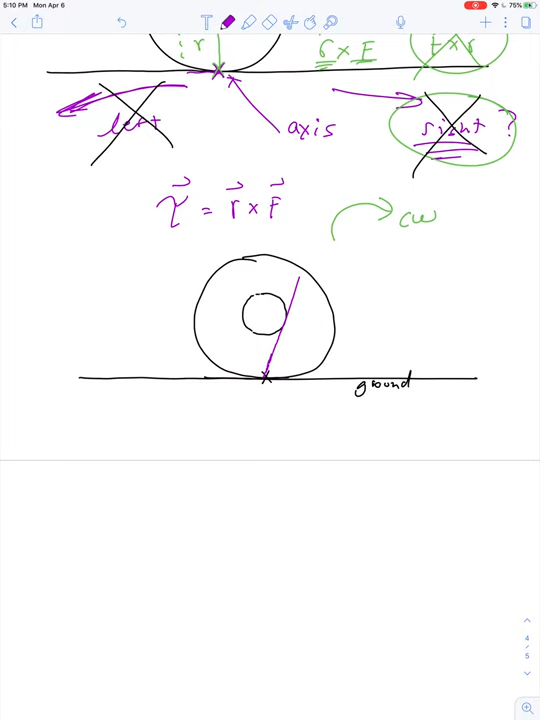 5:10 PM Mon Apr 6
75%
r
r × F
F × r
left
axis
right ?
τ = r × F
cw
ground
4
/
5